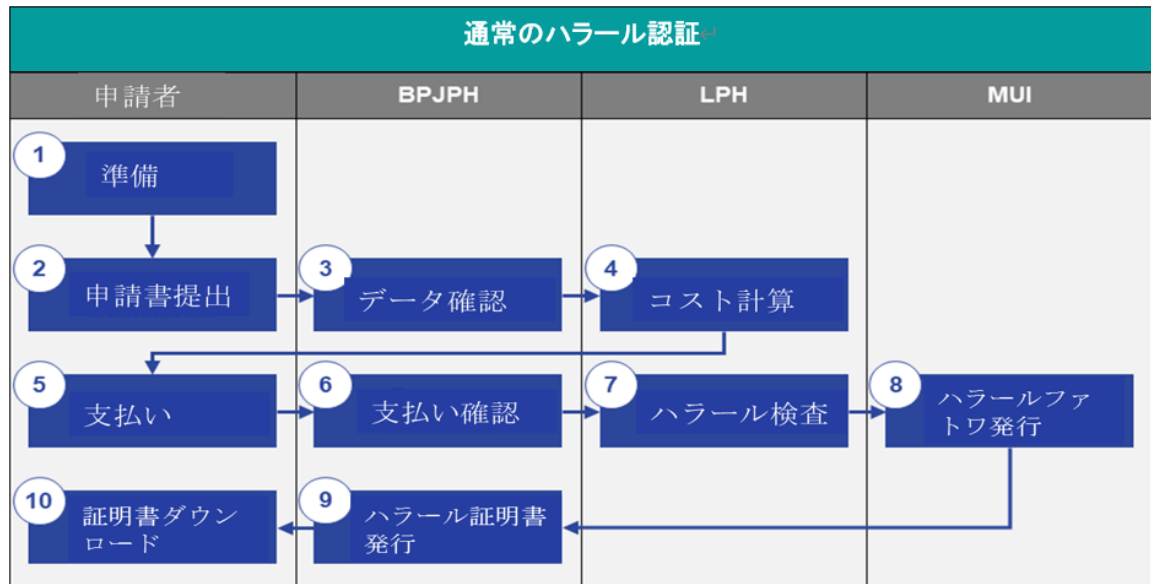 通常のハラール認証↵
申請者 BPJPH LPH MUI
1
準備
2
申請書提出
3
データ確認
4
コスト計算
5
支払い
6
支払い確認
7
ハラール検査
8
ハラールファ
トワ発行
10
証明書ダウン
ロード
9
ハラール証明書
発行